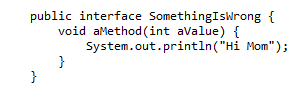 public interface SomethingIsWrong {
    void aMethod(int aValue) {
        System.out.println("Hi Mom");
    }
}